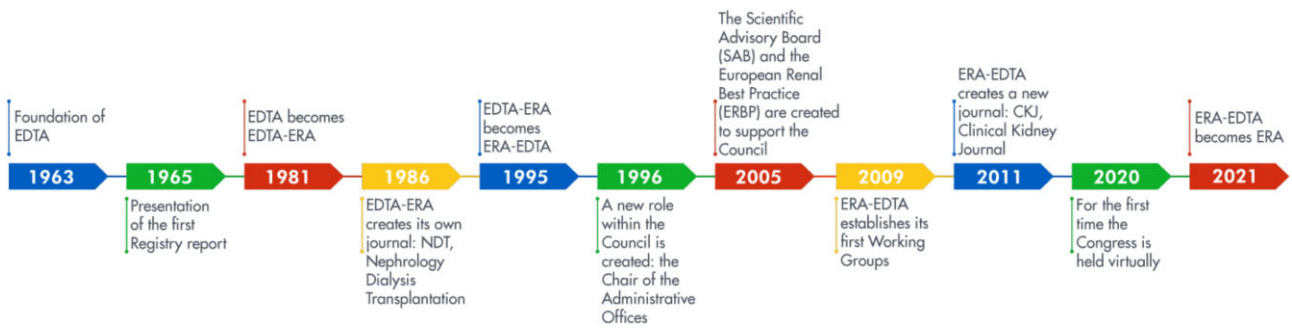 Foundation of
EDTA
1963
1965
Presentation
of the first
Registry report
EDTA becomes
EDTA-ERA
1981
1986
EDTA-ERA
creates its own
journal: NDT,
Nephrology
Dialysis
Transplantation
EDTA-ERA
becomes
ERA-EDTA
1995
1996
A new role
within the
Council is
created: the
Chair of the
Administrative
Offices
The Scientific
Advisory Board
(SAB) and the
European Renal
Best Practice
(ERBP) are created
to support the
Council
2005
2009
ERA-EDTA
establishes its
first Working
Groups
ERA-EDTA
creates a new
journal: CKJ,
Clinical Kidney
Journal
2011
2020
For the first
time the
Congress is
held virtually
ERA-EDTA
becomes ERA
2021